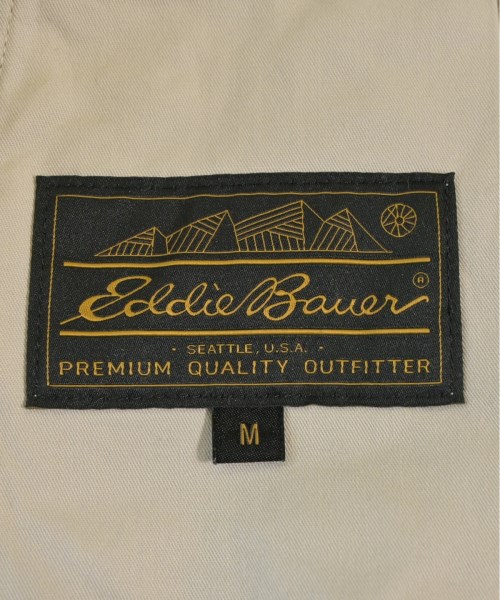 Eddie Bauer ®
- SEATTLE, U.S.A. -
PREMIUM QUALITY OUTFITTER
M